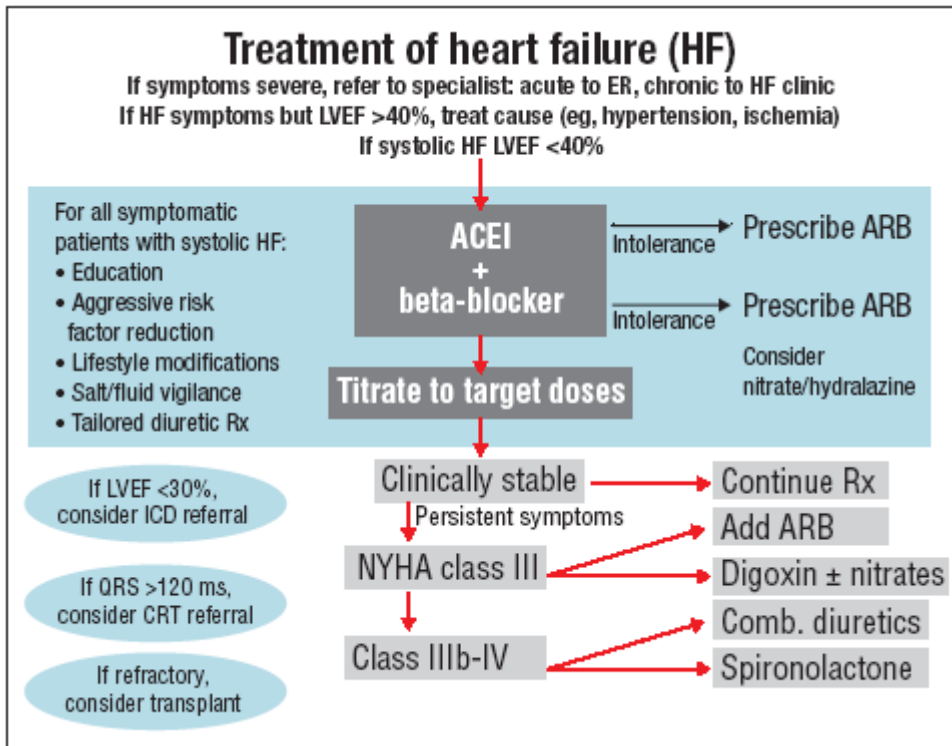 Treatment of heart failure (HF)
If symptoms severe, refer to specialist: acute to ER, chronic to HF clinic
If HF symptoms but LVEF >40%, treat cause (eg, hypertension, ischemia)
If systolic HF LVEF <40%
For all symptomatic
patients with systolic HF:
• Education
• Aggressive risk
factor reduction
• Lifestyle modifications
• Salt/fluid vigilance
• Tailored diuretic Rx
ACEI
+
beta-blocker
Intolerance
Prescribe ARB
Intolerance
Prescribe ARB
Consider
nitrate/hydralazine
Titrate to target doses
Clinically stable
Continue Rx
Persistent symptoms
Add ARB
NYHA class III
Digoxin ± nitrates
Comb. diuretics
Class IIIb-IV
Spironolactone
If LVEF <30%,
consider ICD referral
If QRS >120 ms,
consider CRT referral
If refractory,
consider transplant